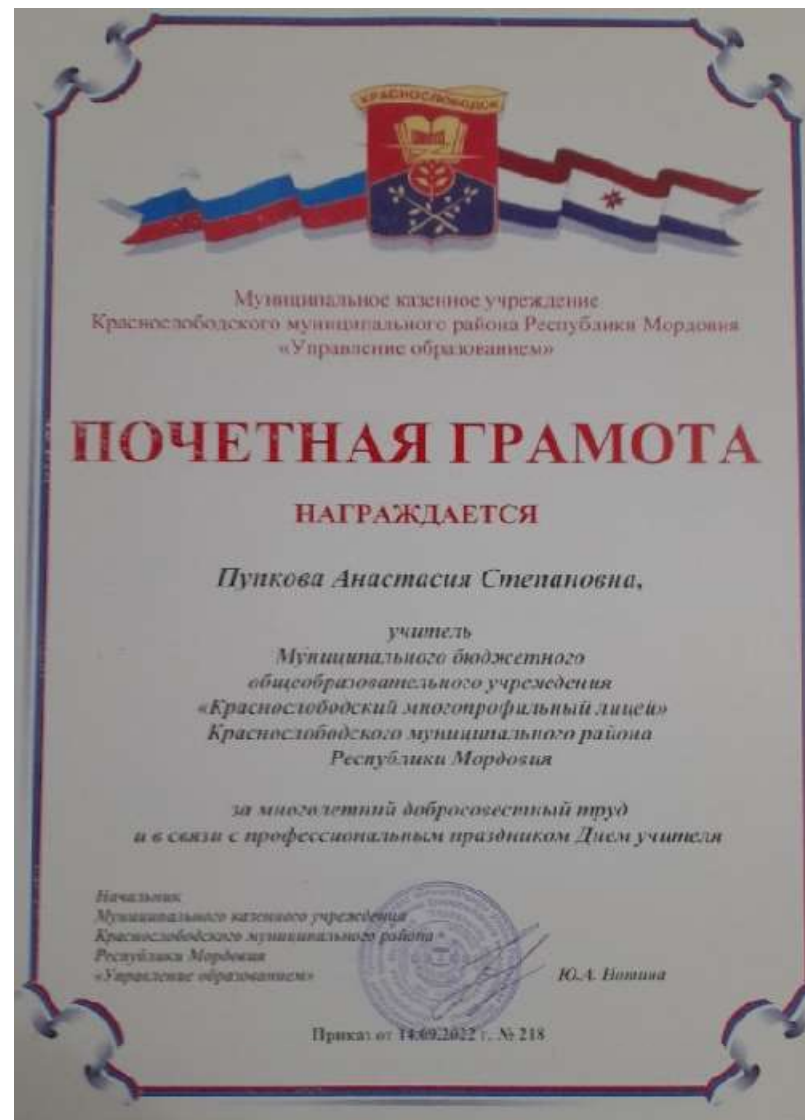 КРАСНОСЛОБОДСК
Муниципальное казенное учреждение
Краснослободского муниципального района Республики Мордовия
«Управление образованием»
ПОЧЕТНАЯ ГРАМОТА
НАГРАЖДАЕТСЯ
Пупкова Анастасия Степановна,
учитель
Муниципального бюджетного
общеобразовательного учреждения
«Краснослободский многопрофильный лицей»
Краснослободского муниципального района
Республики Мордовия
за многолетний добросовестный труд
и в связи с профессиональным праздником Днем учителя
Начальник
Муниципального казенного учреждения
Краснослободского муниципального района
Республики Мордовия
«Управление образованием»
Ю.А.
Приказ от 14.09.2022 г. № 218